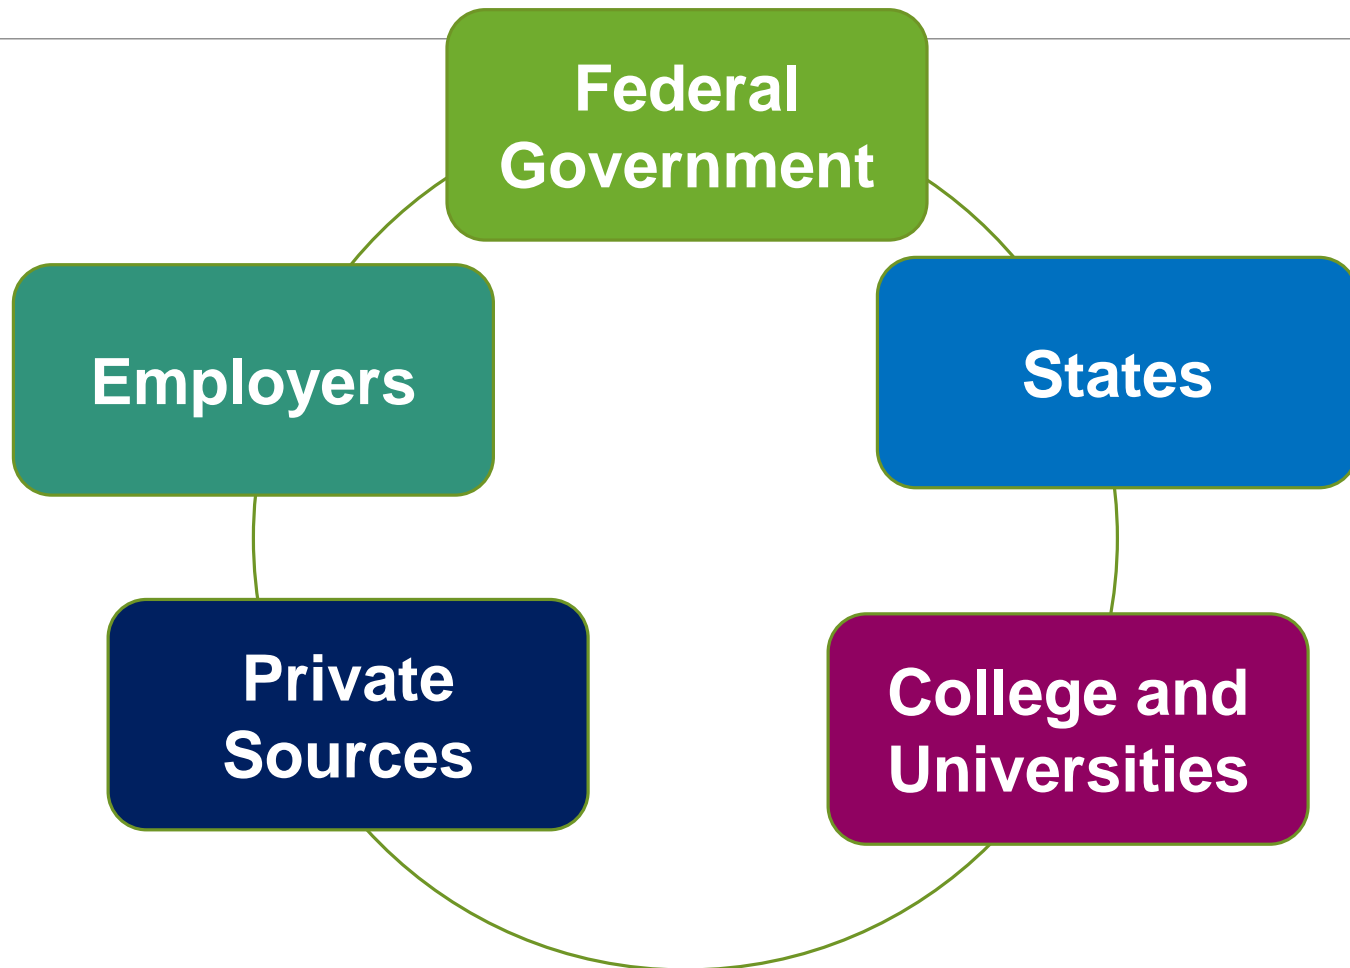 Federal
Government
Employers
States
Private
Sources
College and
Universities